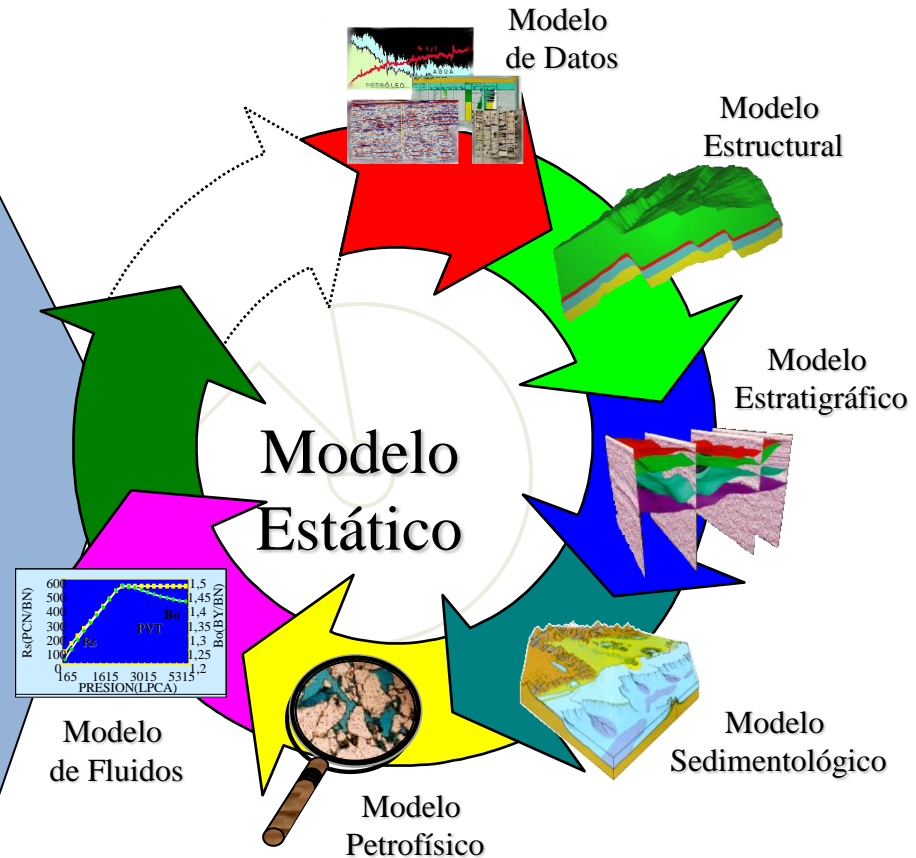 Modelo
de Datos
PETRÓLEO
AGUA
Modelo
Estructural
Modelo
Estratigráfico
Modelo
Estático
Modelo
Sedimentológico
Modelo
Petrofísico
Modelo
de Fluidos
Rs(PCN/BN)
600
500
400
300
200
100
0
Rs
PVT
Bo
1,5
1,45
1,4
1,35
1,3
1,25
1,2
Bo(BY/BN)
165 1615 3015 5315
PRESION(LPCA)